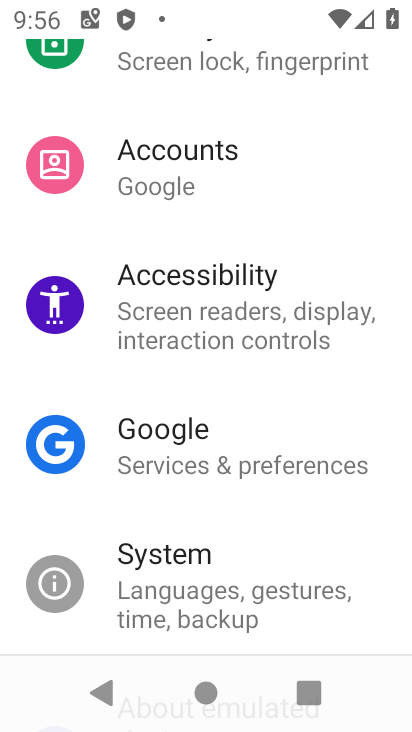 9:56
Screen lock, fingerprint
Accounts
Google
Accessibility
Screen readers, display,
interaction controls
Google
Services & preferences
System
Languages, gestures,
time, backup
About emulated